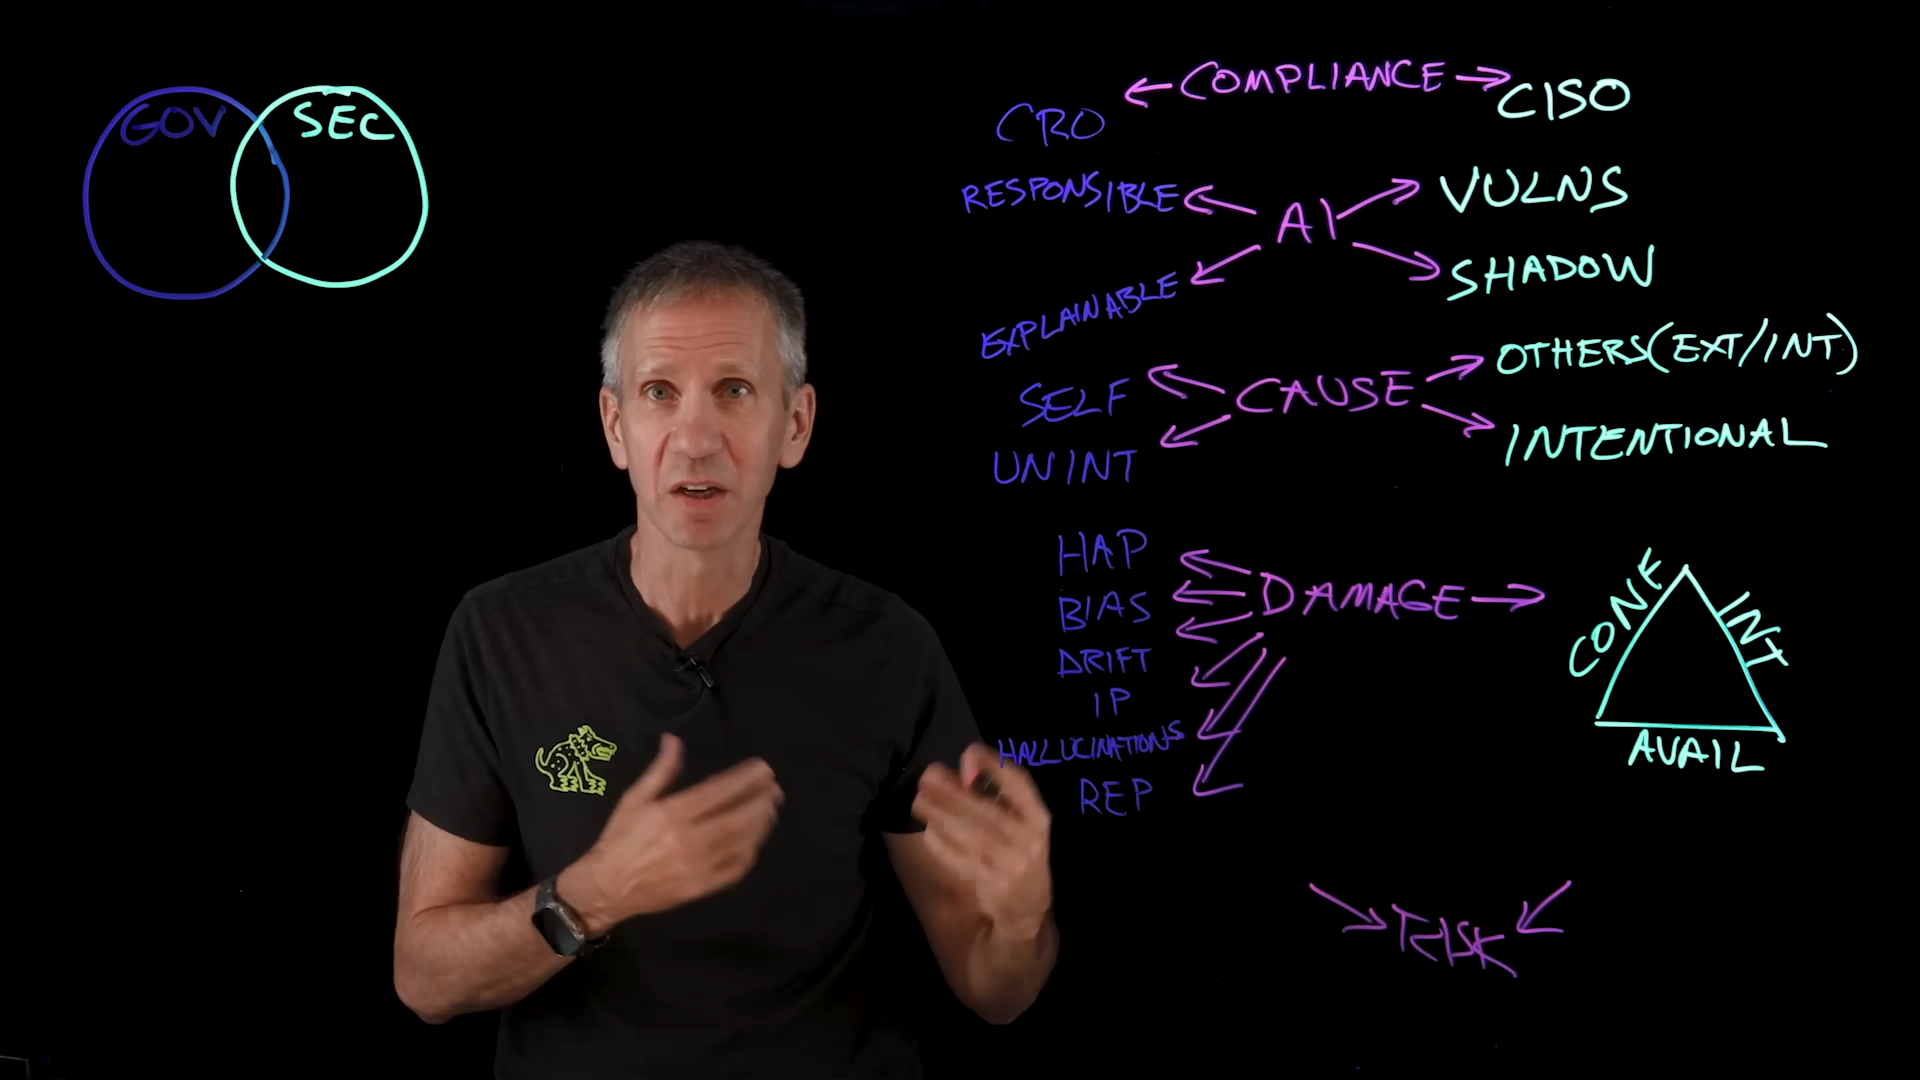 GOV SEC
CRO ← COMPLIANCE → CISO
RESPONSIBLE AI VULNS
EXPLAINABLE SHADOW
SELF CAUSE OTHERS(EXT/INT)
UNINT INTENTIONAL
HAP DAMAGE
BIAS
DRIFT
IP
HALLUCINATIONS
REP
CONF INT
AVAIL
RISK